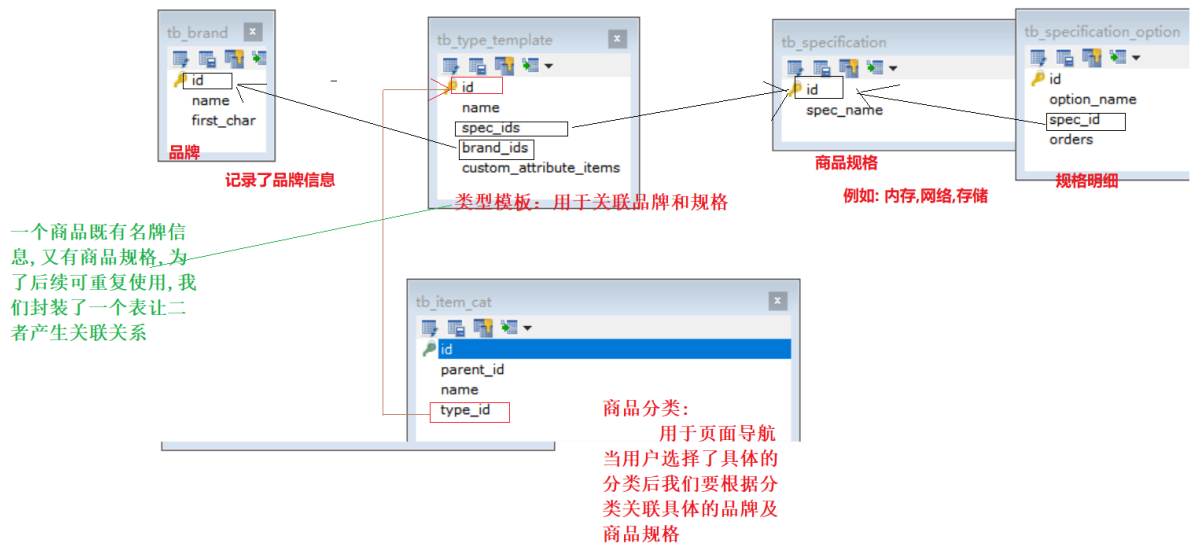 tb_brand
id
name
first_char
品牌
记录了品牌信息
tb_type_template
id
name
spec_ids
brand_ids
custom_attribute_items
类型模板：用于关联品牌和规格
tb_specification
id
spec_name
商品规格
例如: 内存,网络,存储
tb_specification_option
id
option_name
spec_id
orders
规格明细
一个商品既有名牌信
息,又有商品规格,为
了后续可重复使用,我
们封装了一个表让二
者产生关联关系
tb_item_cat
id
parent_id
name
type_id
商品分类:
用于页面导航
当用户选择了具体的
分类后我们要根据分
类关联具体的品牌及
商品规格